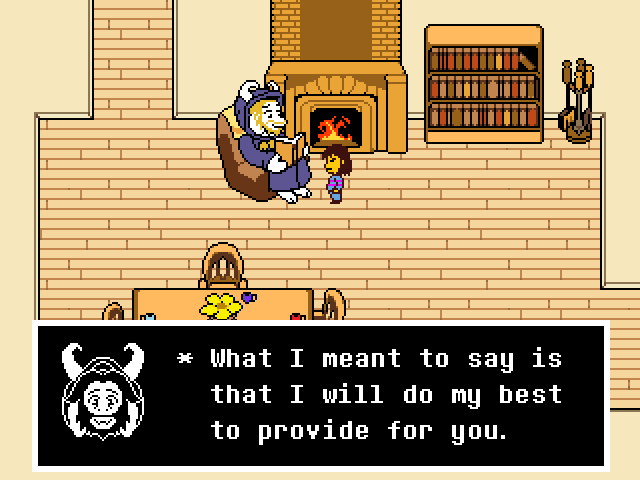 * What I meant to say is
that I will do my best
to provide for you.